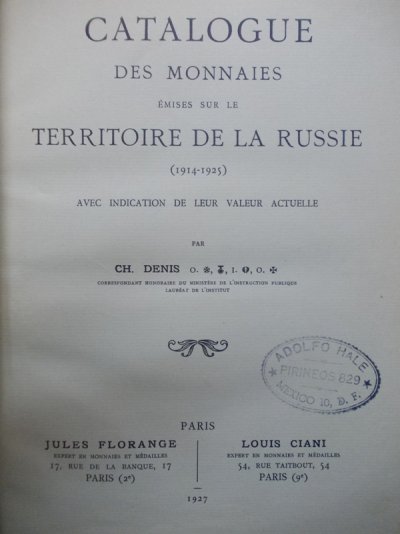 CATALOGUE
DES MONNAIES
ÉMISES SUR LE
TERRITOIRE DE LA RUSSIE
(1914-1925)
AVEC INDICATION DE LEUR VALEUR ACTUELLE
PAR
CH. DENIS O. ❋, I. O, O. ✠
CORRESPONDANT HONORAIRE DU MINISTÈRE DE L'INSTRUCTION PUBLIQUE
LAURÉAT DE L'INSTITUT
ADOLFO HALE
★ PIRINEOS 829 ★
MEXICO 10, D. F.
PARIS
JULES FLORANGE
EXPERT EN MONNAIES ET MÉDAILLES
17, RUE DE LA BANQUE, 17
PARIS (2e)
LOUIS CIANI
EXPERT EN MONNAIES ET MÉDAILLES
54, RUE TAITBOUT, 54
PARIS (9e)
1927